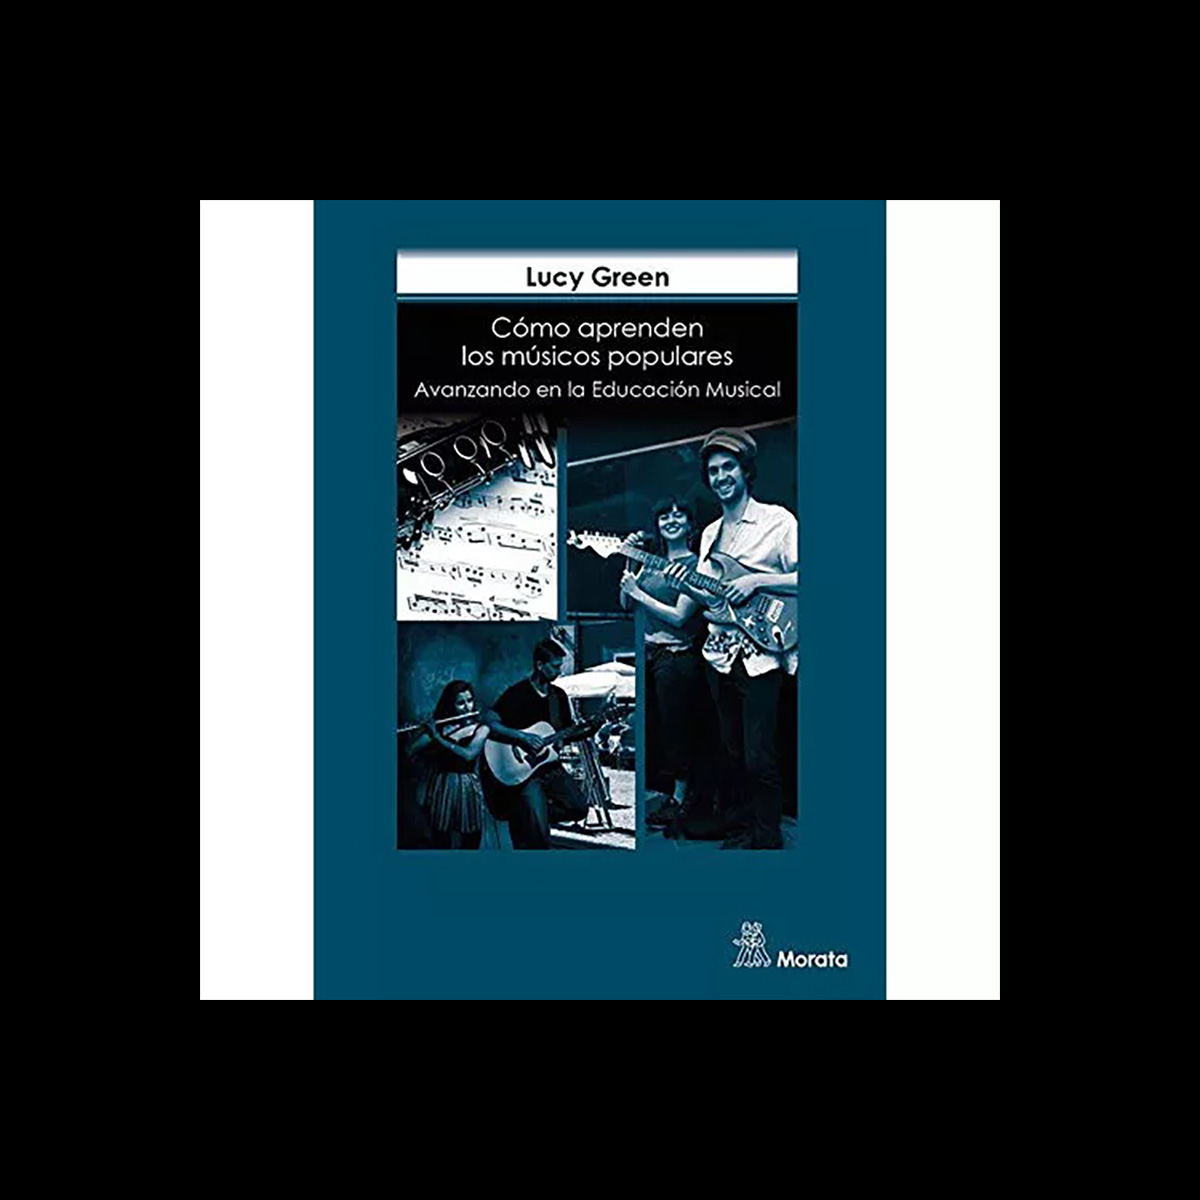 Lucy Green
Cómo aprenden
los músicos populares
Avanzando en la Educación Musical
Morata